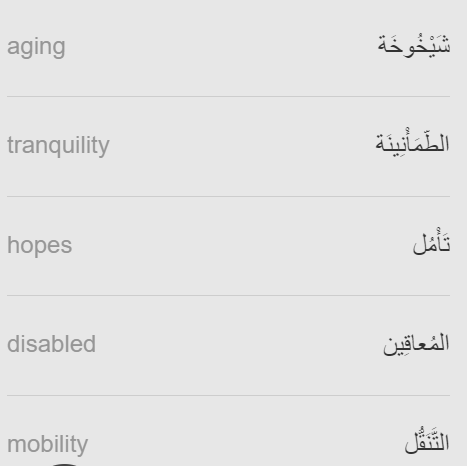 aging شَيْخُوخَة
tranquility الطّمَأْنِينَة
hopes تَأْمُل
disabled المُعاقِين
mobility التَّنَقُّل